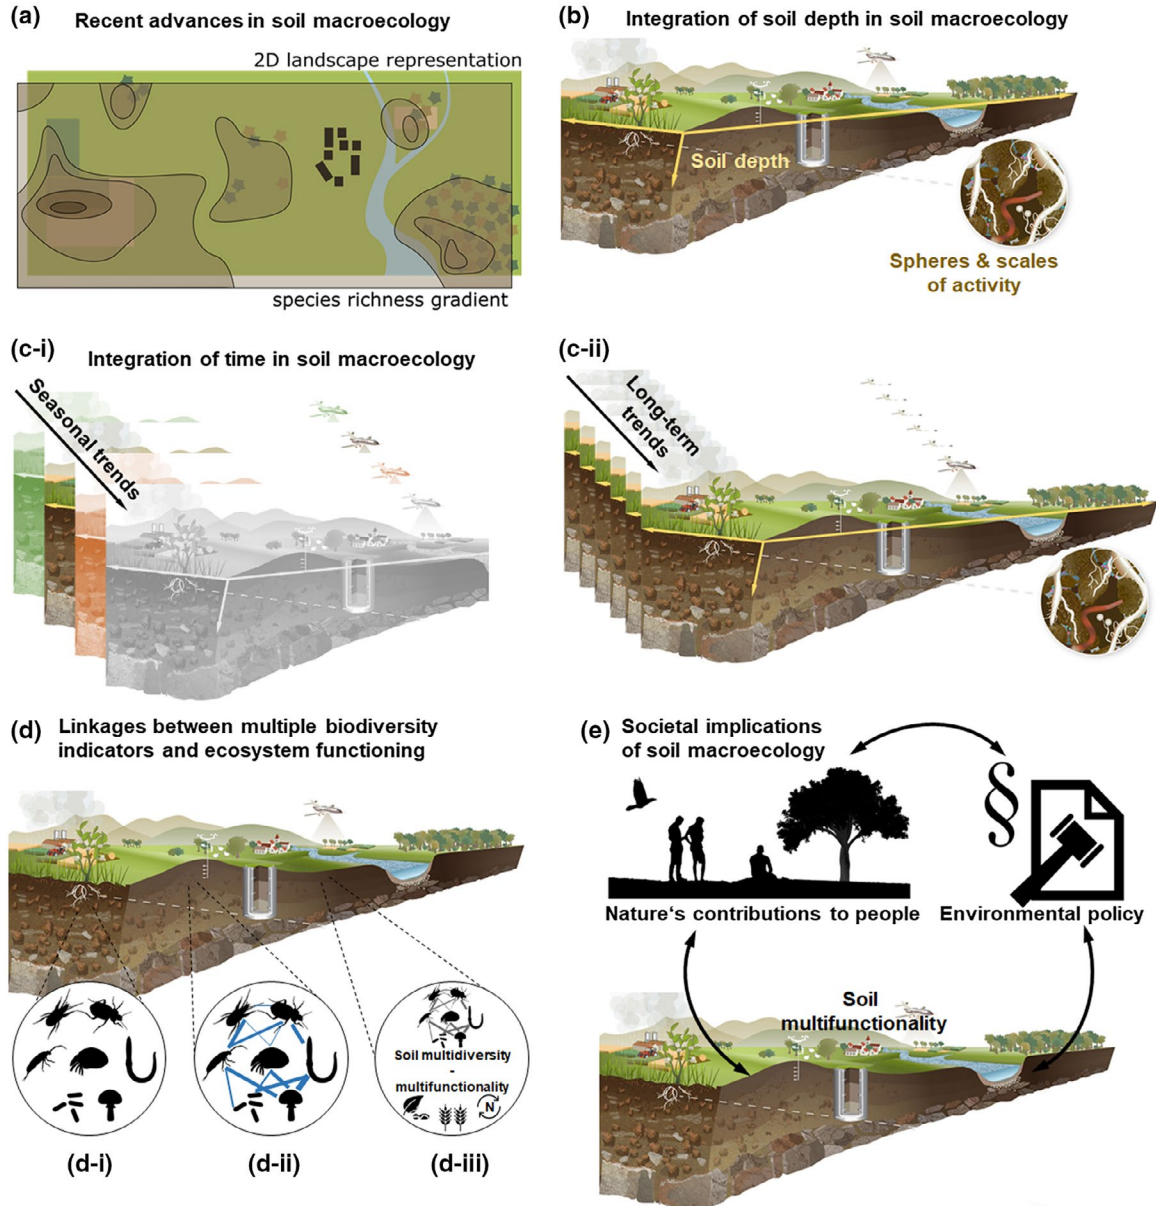 (a) Recent advances in soil macroecology
2D landscape representation
species richness gradient
(b) Integration of soil depth in soil macroecology
Soil depth
Spheres & scales
of activity
(c-i)
Integration of time in soil macroecology
Seasonal trends
(c-ii)
Long-term
trends
(d) Linkages between multiple biodiversity
indicators and ecosystem functioning
Soil multidiversity
-
multifunctionality
N
(d-i)
(d-ii)
(d-iii)
(e) Societal implications
of soil macroecology
§
Nature‘s contributions to people
Environmental policy
Soil
multifunctionality